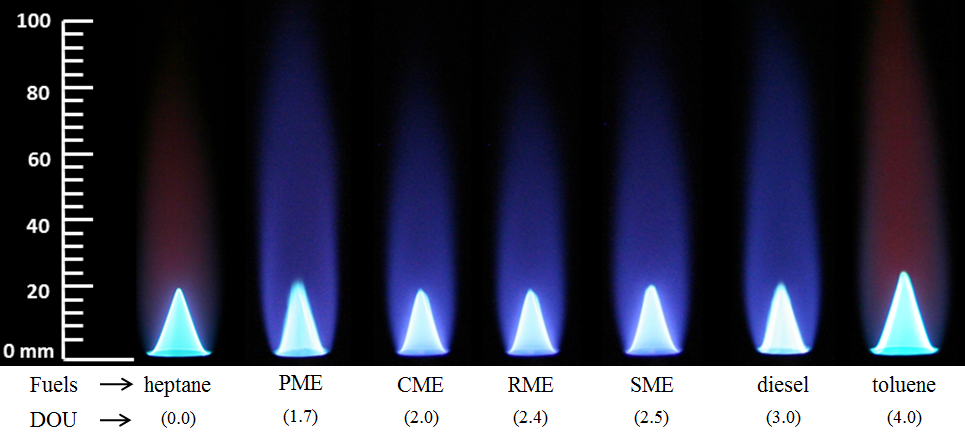 100
80
60
40
20
0 mm
Fuels → heptane PME CME RME SME diesel toluene
DOU → (0.0) (1.7) (2.0) (2.4) (2.5) (3.0) (4.0)